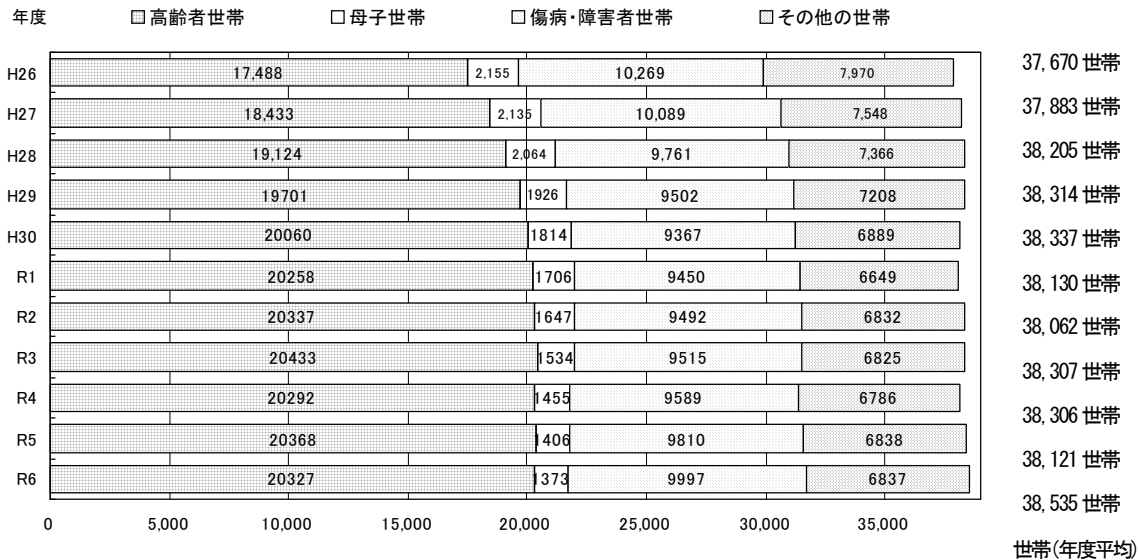 年度 高齢者世帯 母子世帯 傷病・障害者世帯 その他の世帯
H26 17,488 2,155 10,269 7,970 37,670 世帯
H27 18,433 2,135 10,089 7,548 37,883 世帯
H28 19,124 2,064 9,761 7,366 38,205 世帯
H29 19701 1926 9502 7208 38,314 世帯
H30 20060 1814 9367 6889 38,337 世帯
R1 20258 1706 9450 6649 38,130 世帯
R2 20337 1647 9492 6832 38,062 世帯
R3 20433 1534 9515 6825 38,307 世帯
R4 20292 1455 9589 6786 38,306 世帯
R5 20368 1406 9810 6838 38,121 世帯
R6 20327 1373 9997 6837 38,535 世帯
0 5,000 10,000 15,000 20,000 25,000 30,000 35,000
世帯(年度平均)